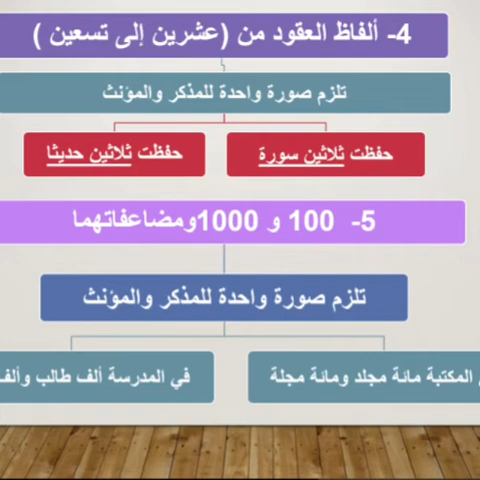 4- ألفاظ العقود من (عشرين إلى تسعين )
تلزم صورة واحدة للمذكر والمؤنث
حفظت ثلاثين سورة
حفظت ثلاثين حديثا
5- 100 و 1000ومضاعفاتهما
تلزم صورة واحدة للمذكر والمؤنث
المكتبة مائة مجلد ومائة مجلة
في المدرسة ألف طالب